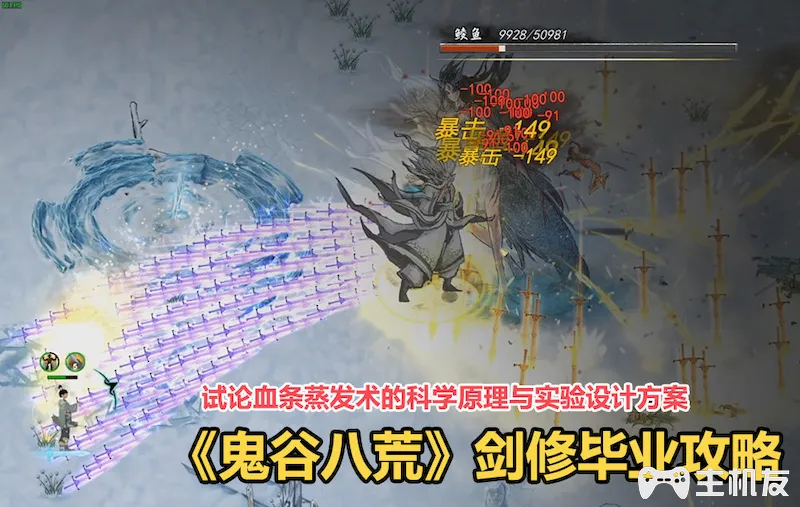 鲛鱼 9928/50981
-100
暴击 -149
暴击 -149
试论血条蒸发术的科学原理与实验设计方案
《鬼谷八荒》剑修毕业攻略
主机友